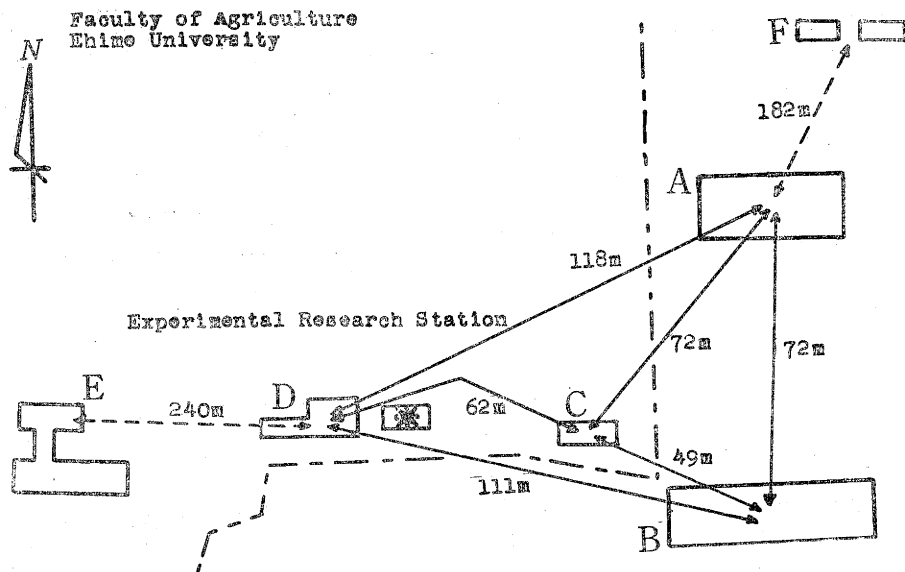 Faculty of Agriculture
Ehime University
N
F
182m
A
118m
Experimental Research Station
72m
72m
E
D
C
240m
62m
49m
111m
B